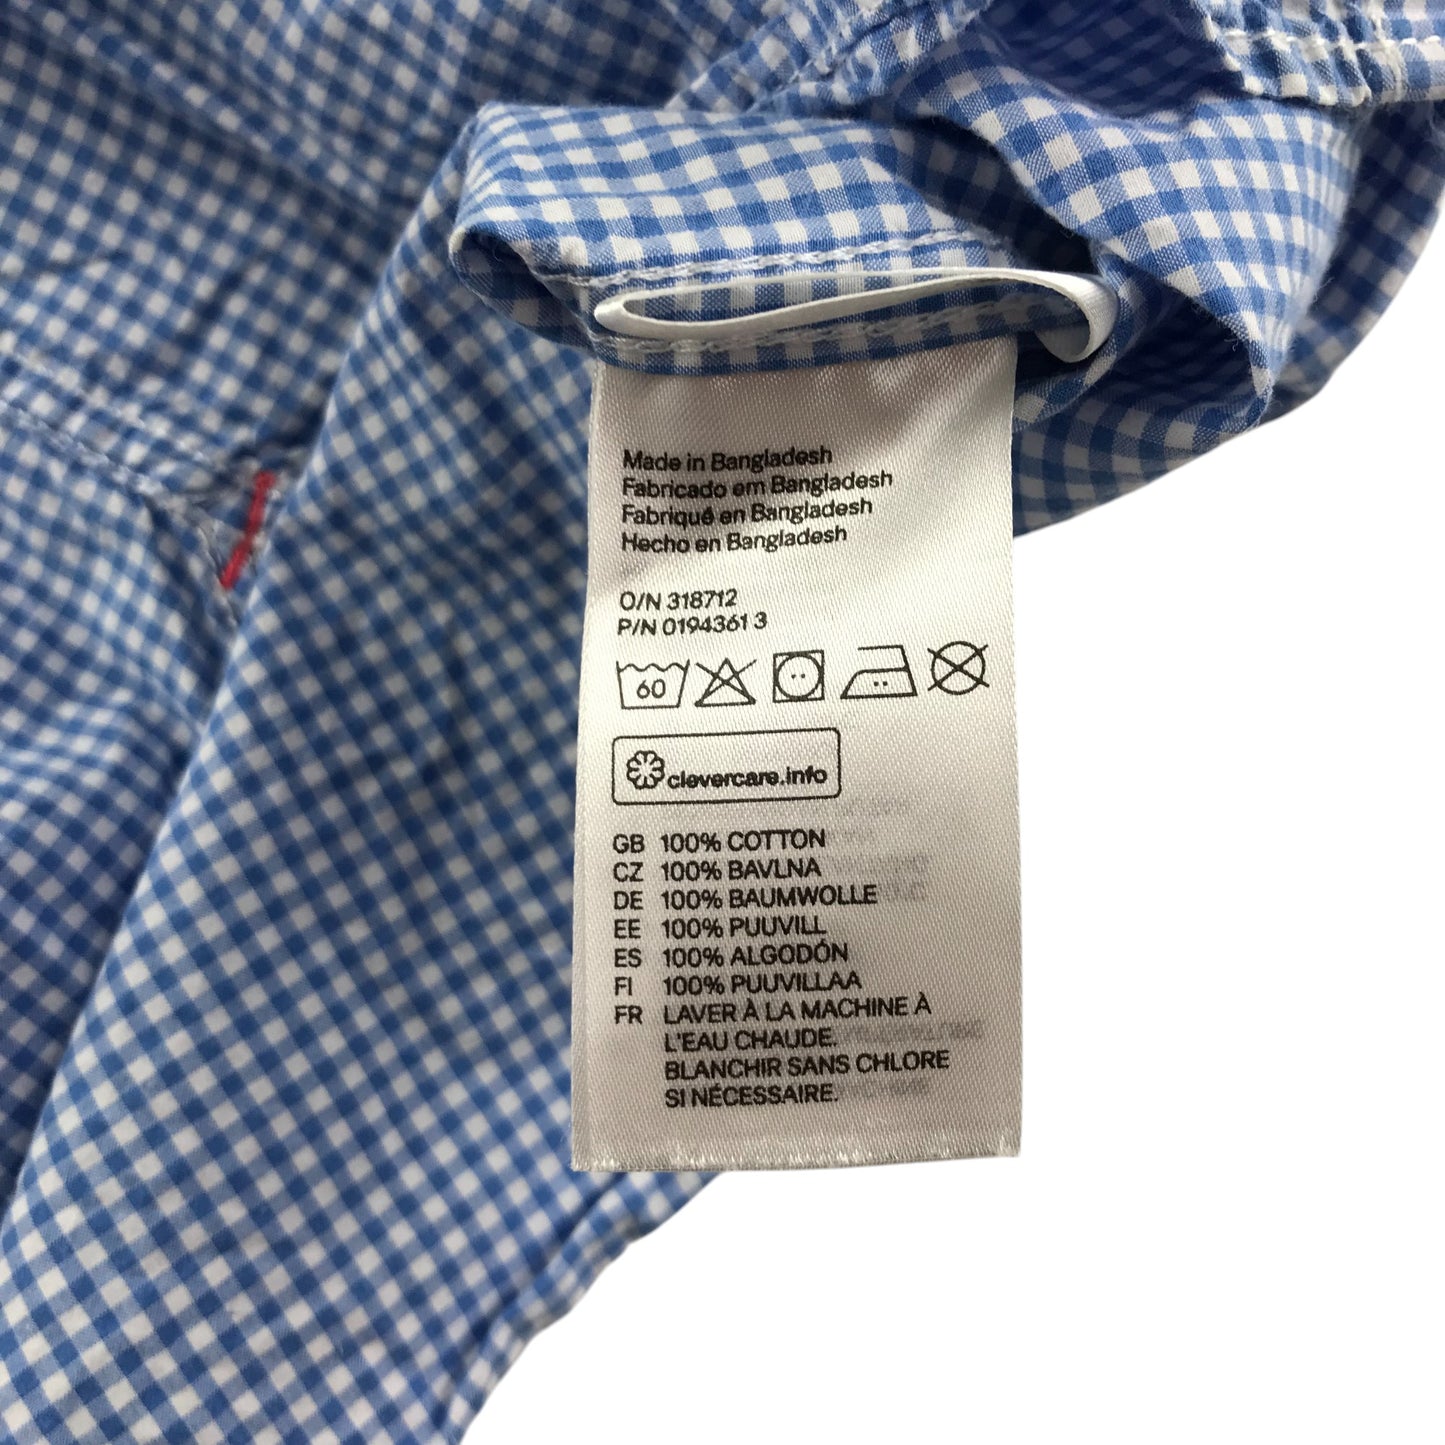 Made in Bangladesh
Fabricado em Bangladesh
Fabriqué en Bangladesh
Hecho en Bangladesh
O/N 318712
P/N 0194361 3
60
clevercare.info
GB 100% COTTON
CZ 100% BAVLNA
DE 100% BAUMWOLLE
EE 100% PUUVILL
ES 100% ALGODÓN
FI 100% PUUVILLAA
FR LAVER À LA MACHINE À
L'EAU CHAUDE.
BLANCHIR SANS CHLORE
SI NÉCESSAIRE.